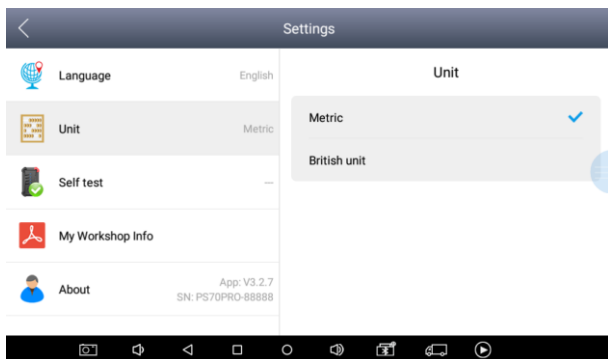 Settings
Language
English
Unit
Metric
Self test
---
My Workshop Info
About
App: V3.2.7
SN: PS70PRO-88888
Unit
Metric
British unit